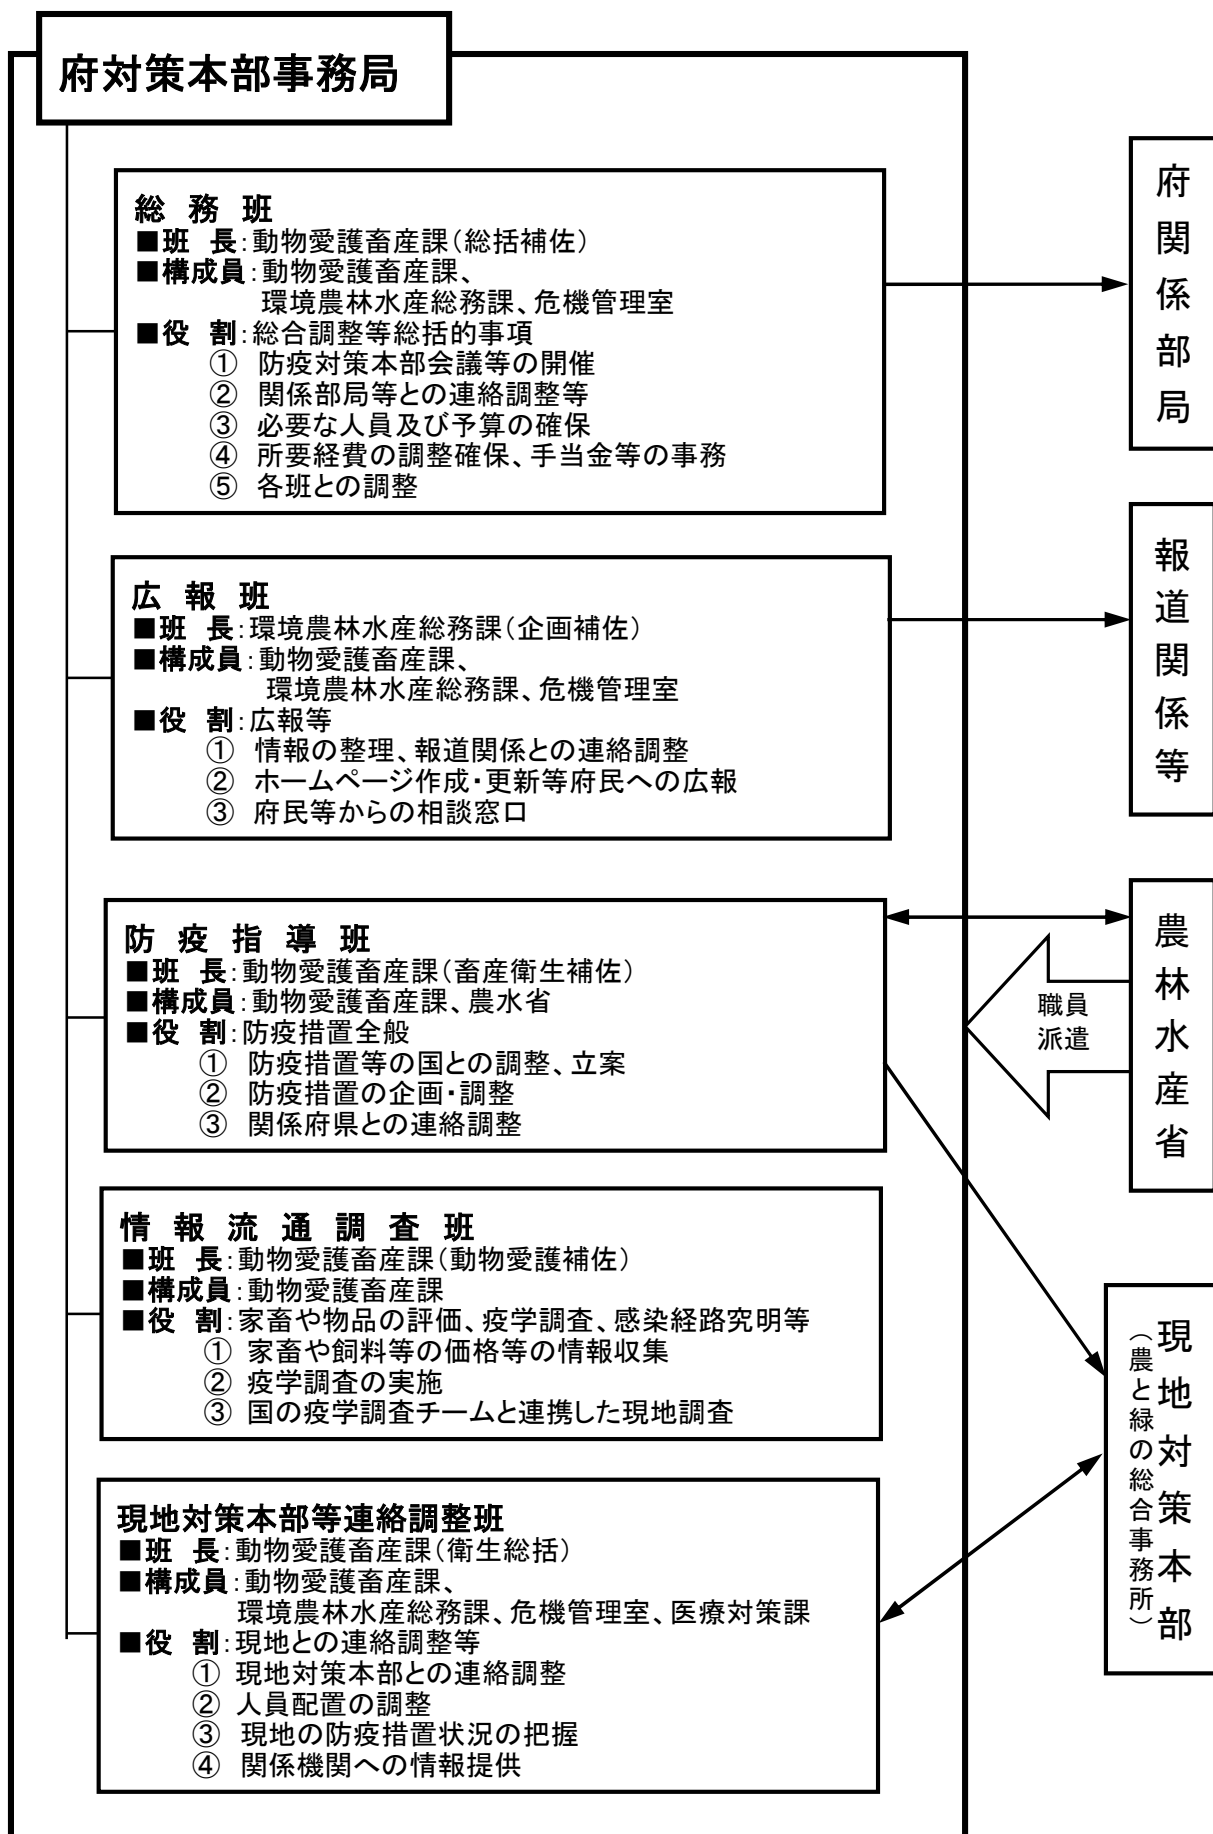 府対策本部事務局
総 務 班
■班 長:動物愛護畜産課(総括補佐)
■構成員:動物愛護畜産課、
環境農林水産総務課、危機管理室
■役 割:総合調整等総括的事項
① 防疫対策本部会議等の開催
② 関係部局等との連絡調整等
③ 必要な人員及び予算の確保
④ 所要経費の調整確保、手当金等の事務
⑤ 各班との調整
府関係部局
広 報 班
■班 長:環境農林水産総務課(企画補佐)
■構成員:動物愛護畜産課、
環境農林水産総務課、危機管理室
■役 割:広報等
① 情報の整理、報道関係との連絡調整
② ホームページ作成・更新等府民への広報
③ 府民等からの相談窓口
報道関係等
防 疫 指 導 班
■班 長:動物愛護畜産課(畜産衛生補佐)
■構成員:動物愛護畜産課、農水省
■役 割:防疫措置全般
① 防疫措置等の国との調整、立案
② 防疫措置の企画・調整
③ 関係府県との連絡調整
職員
派遣
農林水産省
情 報 流 通 調 査 班
■班 長:動物愛護畜産課(動物愛護補佐)
■構成員:動物愛護畜産課
■役 割:家畜や物品の評価、疫学調査、感染経路究明等
① 家畜や飼料等の価格等の情報収集
② 疫学調査の実施
③ 国の疫学調査チームと連携した現地調査
現地対策本部
(農と緑の総合事務所)
現地対策本部等連絡調整班
■班 長:動物愛護畜産課(衛生総括)
■構成員:動物愛護畜産課、
環境農林水産総務課、危機管理室、医療対策課
■役 割:現地との連絡調整等
① 現地対策本部との連絡調整
② 人員配置の調整
③ 現地の防疫措置状況の把握
④ 関係機関への情報提供